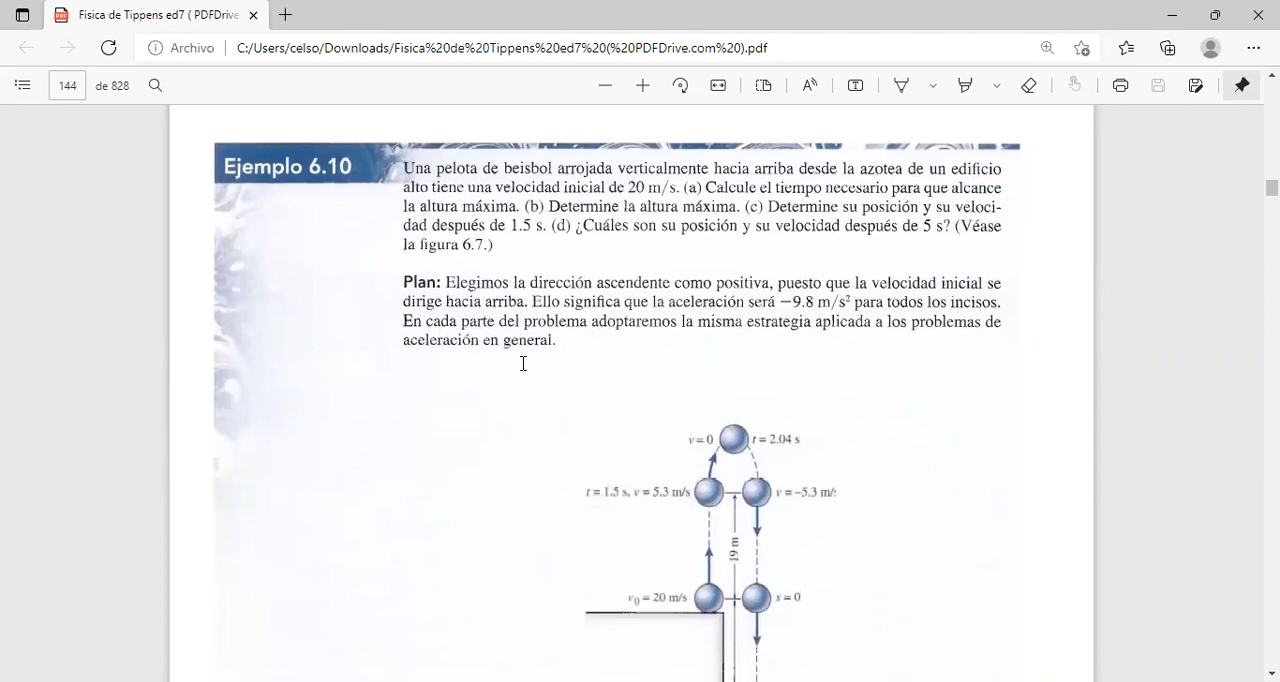 Fisica de Tippens ed7 ( PDFDrive
Archivo
C:/Users/celso/Downloads/Fisica%20de%20Tippens%20ed7%20(%20PDFDrive.com%20).pdf
144
de 828
Ejemplo 6.10
Una pelota de beisbol arrojada verticalmente hacia arriba desde la azotea de un edificio
alto tiene una velocidad inicial de 20 m/s. (a) Calcule el tiempo necesario para que alcance
la altura máxima. (b) Determine la altura máxima. (c) Determine su posición y su veloci-
dad después de 1.5 s. (d) ¿Cuáles son su posición y su velocidad después de 5 s? (Véase
la figura 6.7.)
Plan: Elegimos la dirección ascendente como positiva, puesto que la velocidad inicial se
dirige hacia arriba. Ello significa que la aceleración será −9.8 m/s² para todos los incisos.
En cada parte del problema adoptaremos la misma estrategia aplicada a los problemas de
aceleración en general.
v = 0
t = 2.04 s
t = 1.5 s, v = 5.3 m/s
v = −5.3 m/
19 m
v₀ = 20 m/s
s = 0